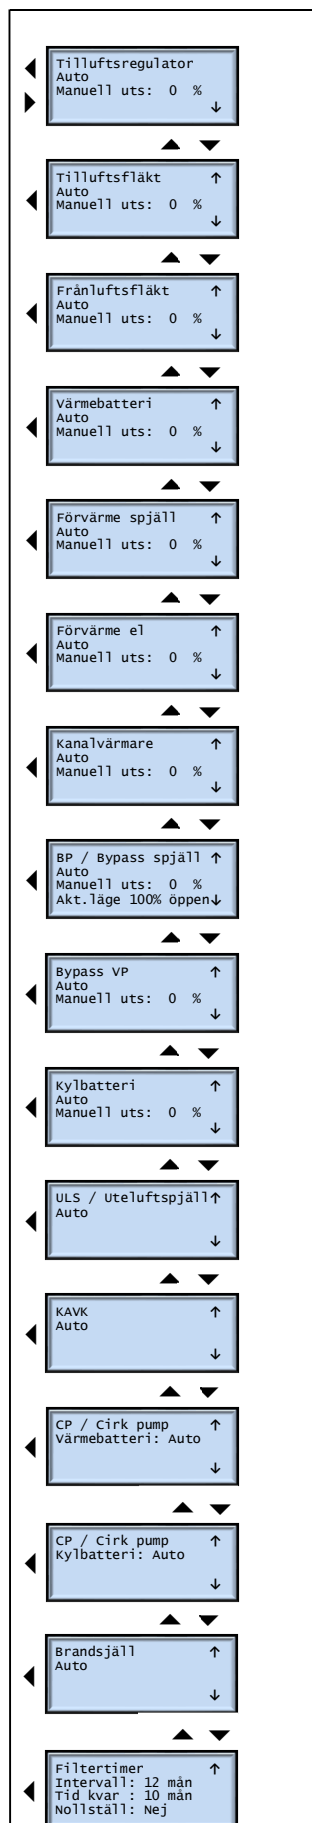 Tilluftsregulator
Auto
Manuell uts: 0 %
↓
Tilluftsfläkt ↑
Auto
Manuell uts: 0 %
↓
Frånluftsfläkt ↑
Auto
Manuell uts: 0 %
↓
Värmebatteri ↑
Auto
Manuell uts: 0 %
↓
Förvärme spjäll ↑
Auto
Manuell uts: 0 %
↓
Förvärme el ↑
Auto
Manuell uts: 0 %
↓
Kanalvärmare ↑
Auto
Manuell uts: 0 %
↓
BP / Bypass spjäll ↑
Auto
Manuell uts: 0 %
Akt.läge 100% öppen↓
Bypass VP ↑
Auto
Manuell uts: 0 %
↓
Kylbatteri ↑
Auto
Manuell uts: 0 %
↓
ULS / Uteluftspjäll↑
Auto
↓
KAVK ↑
Auto
↓
CP / Cirk pump ↑
Värmebatteri: Auto
↓
CP / Cirk pump ↑
Kylbatteri: Auto
↓
Brandsjäll ↑
Auto
↓
Filtertimer ↑
Intervall: 12 mån
Tid kvar : 10 mån
Nollställ: Nej